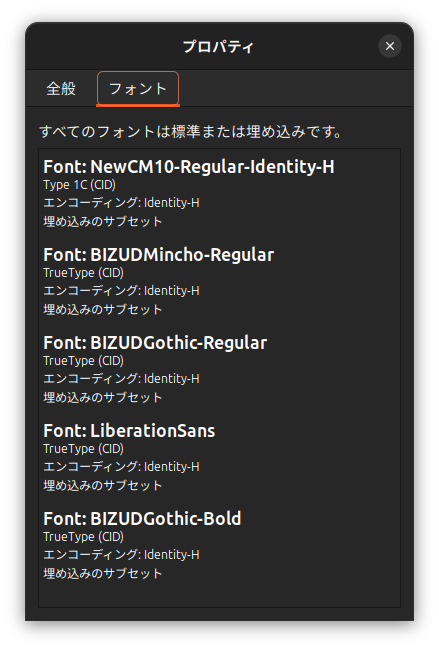 プロパティ
全般
フォント
すべてのフォントは標準または埋め込みです。
Font: NewCM10-Regular-Identity-H
Type 1C (CID)
エンコーディング: Identity-H
埋め込みのサブセット
Font: BIZUDMincho-Regular
TrueType (CID)
エンコーディング: Identity-H
埋め込みのサブセット
Font: BIZUDGothic-Regular
TrueType (CID)
エンコーディング: Identity-H
埋め込みのサブセット
Font: LiberationSans
TrueType (CID)
エンコーディング: Identity-H
埋め込みのサブセット
Font: BIZUDGothic-Bold
TrueType (CID)
エンコーディング: Identity-H
埋め込みのサブセット